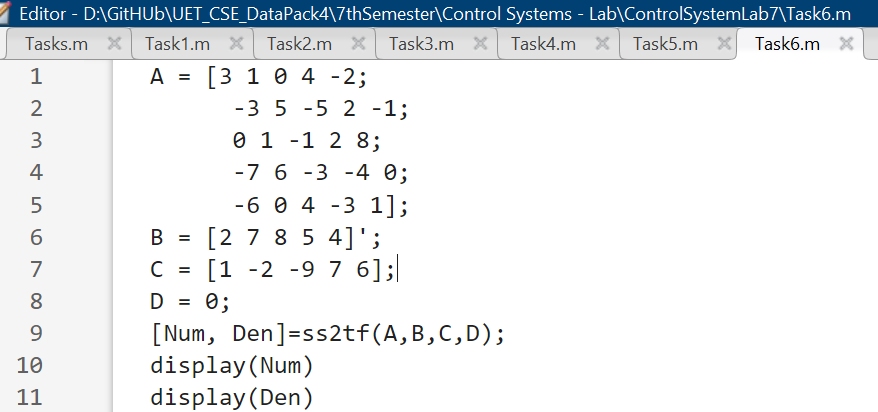 Editor - D:\GitHUb\UET_CSE_DataPack4\7thSemester\Control Systems - Lab\ControlSystemLab7\Task6.m
Tasks.m Task1.m Task2.m Task3.m Task4.m Task5.m Task6.m
1 A = [3 1 0 4 -2;
2 -3 5 -5 2 -1;
3 0 1 -1 2 8;
4 -7 6 -3 -4 0;
5 -6 0 4 -3 1];
6 B = [2 7 8 5 4]';
7 C = [1 -2 -9 7 6];
8 D = 0;
9 [Num, Den]=ss2tf(A,B,C,D);
10 display(Num)
11 display(Den)